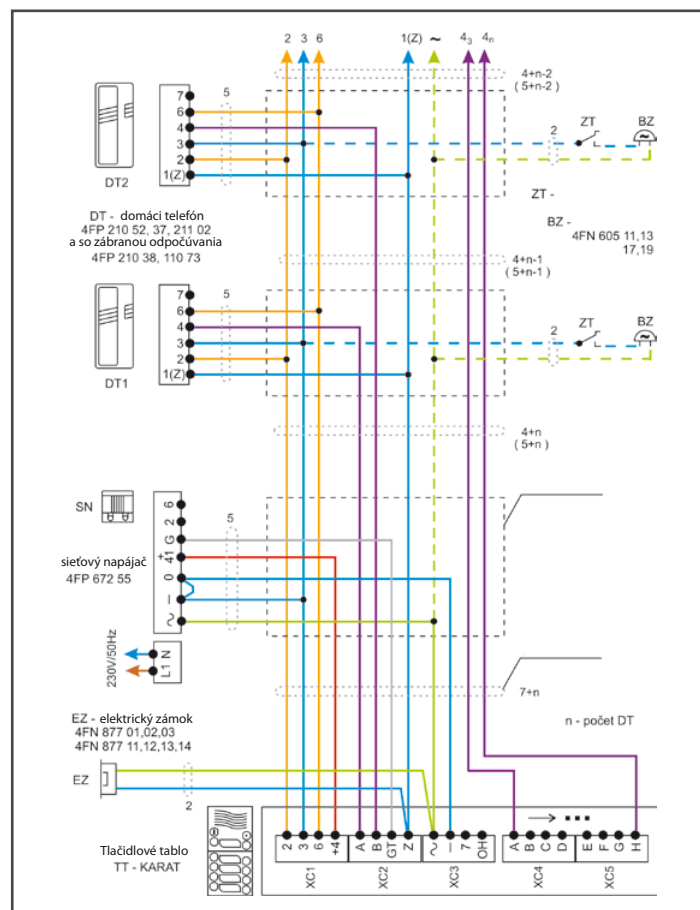 2 3 6 1(Z) ~ 4₃ 4n
4+n-2
( 5+n-2 )
7
6
4
3
2
1(Z)
5
DT2
2
ZT
BZ
DT - domáci telefón
4FP 210 52, 37, 211 02
a so zábranou odpočúvania
4FP 210 38, 110 73
ZT -
BZ -
4FN 605 11,13
17,19
4+n-1
( 5+n-1 )
7
6
4
3
2
1(Z)
5
DT1
2
ZT
BZ
4+n
( 5+n )
SN
6
2
G
+
41
0
—
~
5
sieťový napájač
4FP 672 55
230V/50Hz
L1 N
7+n
n - počet DT
EZ - elektrický zámok
4FN 877 01,02,03
4FN 877 11,12,13,14
EZ
2
Tlačidlové tablo
TT - KARAT
2 3 6 +4 A B GT Z ~ — 7 OH A B C D E F G H
XC1 XC2 XC3 XC4 XC5